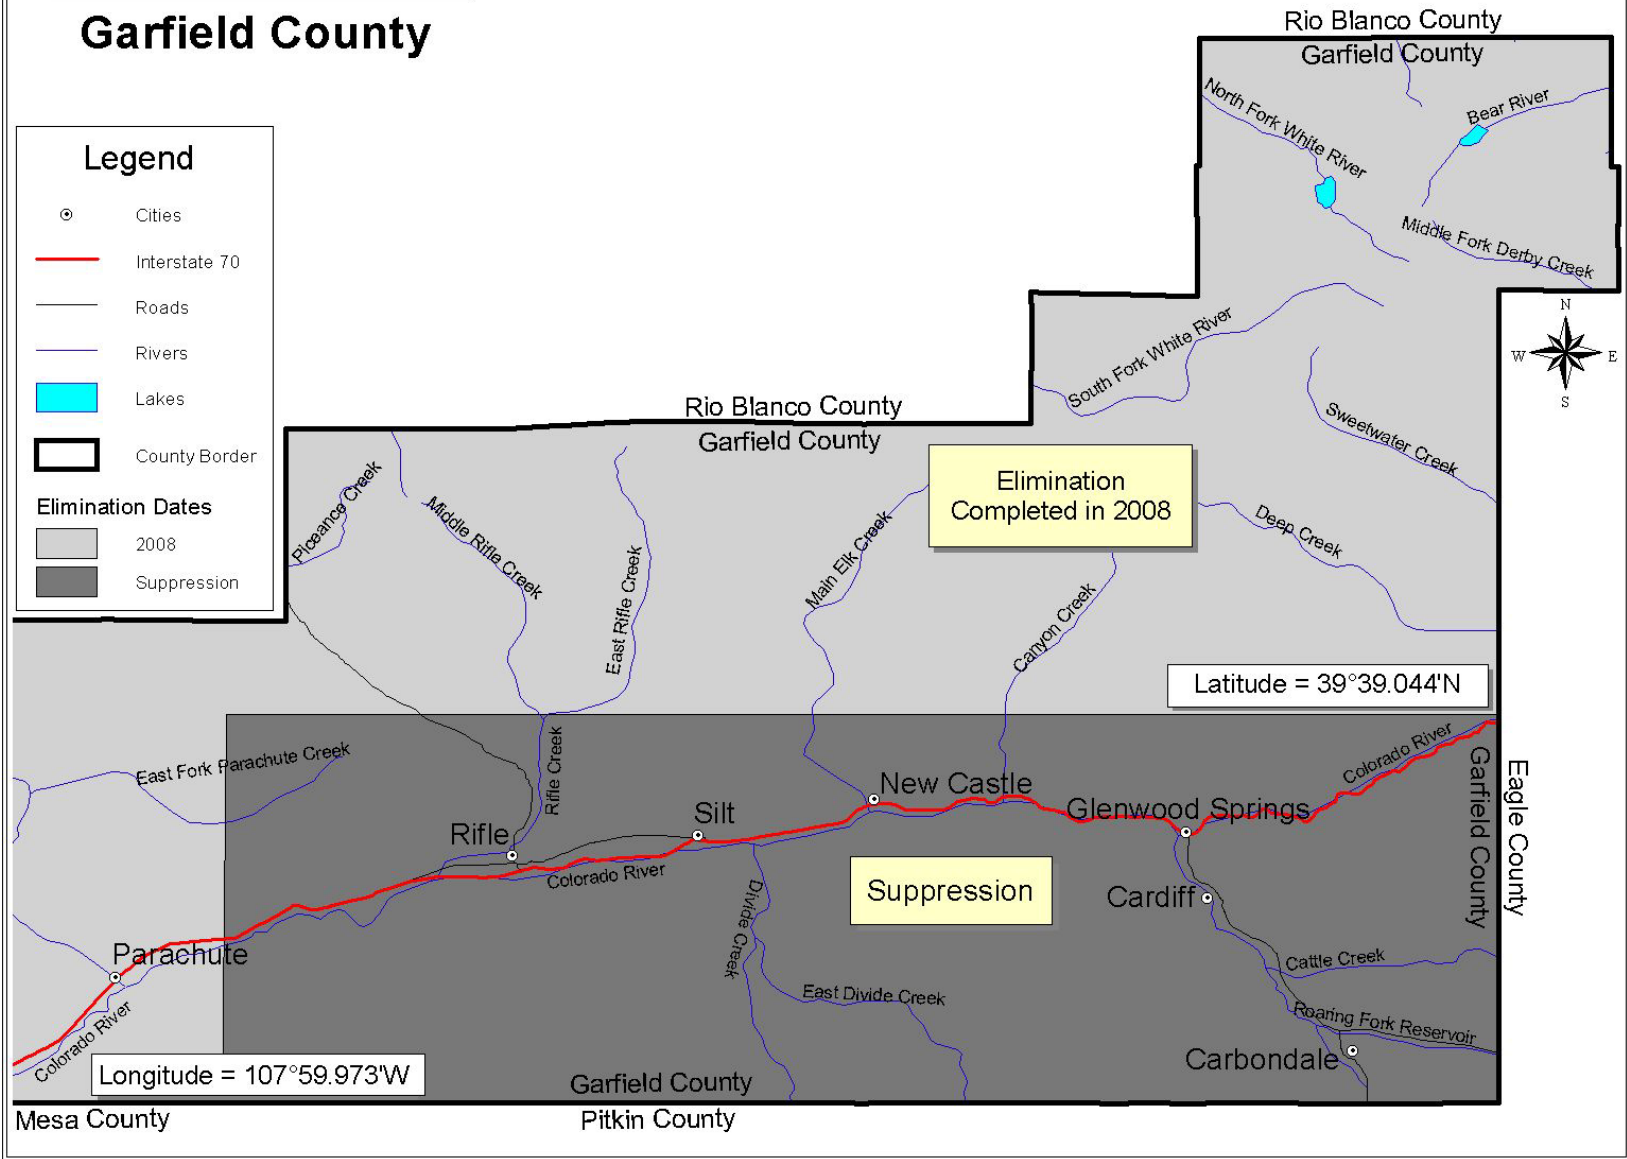 Garfield County
Rio Blanco County
Garfield County
North Fork White River
Bear River
Middle Fork Derby Creek
Legend
Cities
Interstate 70
Roads
Rivers
Lakes
County Border
Elimination Dates
2008
Suppression
N
W
E
S
South Fork White River
Sweetwater Creek
Rio Blanco County
Garfield County
Elimination
Completed in 2008
Piceance Creek
Middle Rifle Creek
East Rifle Creek
Main Elk Creek
Canyon Creek
Deep Creek
Latitude = 39°39.044'N
East Fork Parachute Creek
Rifle Creek
Colorado River
New Castle
Silt
Rifle
Glenwood Springs
Garfield County
Eagle County
Colorado River
Suppression
Divide Creek
Cardiff
Parachute
East Divide Creek
Cattle Creek
Roaring Fork Reservoir
Carbondale
Colorado River
Longitude = 107°59.973'W
Garfield County
Mesa County
Pitkin County